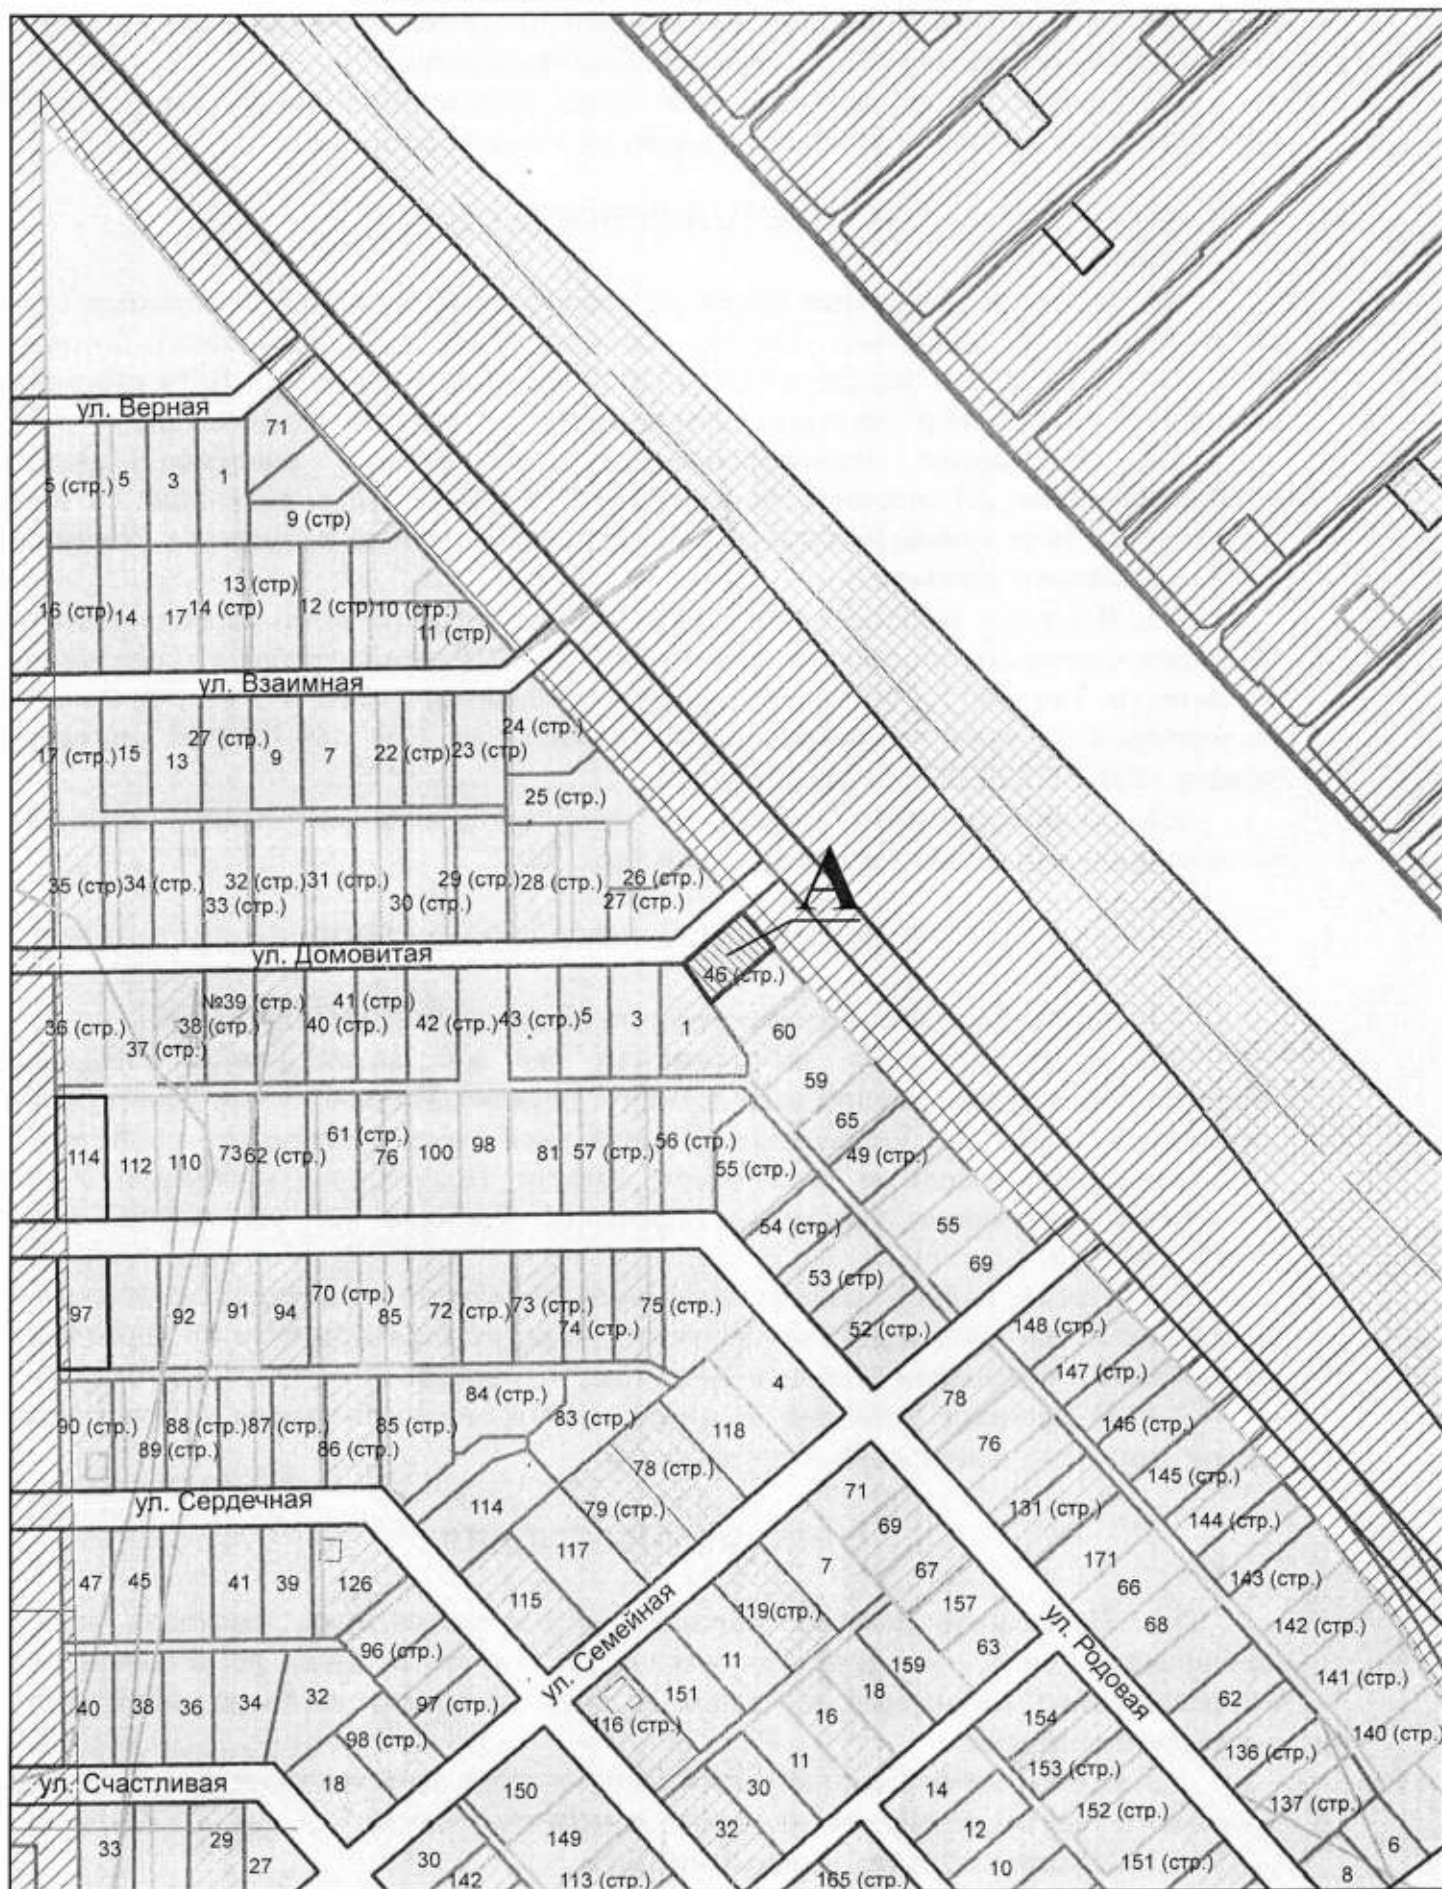 ул. Верная
71
5 (стр.) 5 3 1
9 (стр)
13 (стр)
16 (стр) 14 17 14 (стр) 12 (стр) 10 (стр.)
11 (стр)
ул. Взаимная
24 (стр.)
17 (стр.) 15 13 27 (стр.) 9 7 22 (стр) 23 (стр)
25 (стр.)
35 (стр) 34 (стр.) 32 (стр.) 31 (стр.) 29 (стр.) 28 (стр.) 26 (стр.)
33 (стр.) 30 (стр.) 27 (стр.)
А
ул. Домовитая
46 (стр.)
№39 (стр.) 41 (стр.)
36 (стр.) 38 (стр.) 40 (стр.) 42 (стр.) 43 (стр.) 5 3 1 60
37 (стр.)
59
65
61 (стр.)
114 112 110 73 62 (стр.) 76 100 98 81 57 (стр.) 56 (стр.) 49 (стр.)
55 (стр.)
54 (стр.) 55
53 (стр) 69
70 (стр.)
97 92 91 94 85 72 (стр.) 73 (стр.) 75 (стр.)
74 (стр.) 52 (стр.) 148 (стр.)
147 (стр.)
84 (стр.) 4 78
90 (стр.) 88 (стр.) 87 (стр.) 85 (стр.) 83 (стр.) 118 76 146 (стр.)
89 (стр.) 86 (стр.) 78 (стр.) 145 (стр.)
ул. Сердечная
114 79 (стр.) 71 131 (стр.) 144 (стр.)
69
117 7 67 171 143 (стр.)
47 45 41 39 126 115 119(стр.) 157 66 142 (стр.)
ул. Семейная
ул. Родовая
96 (стр.) 11 63 68
159 141 (стр.)
40 38 36 34 32 97 (стр.) 151 18 62
98 (стр.) 116 (стр.) 16 154 136 (стр.) 140 (стр.)
ул. Счастливая
18 150 30 11 14 153 (стр.) 137 (стр.)
33 29 149 32 12 152 (стр.) 6
27 30 142 113 (стр.) 165 (стр.) 10 151 (стр.) 8